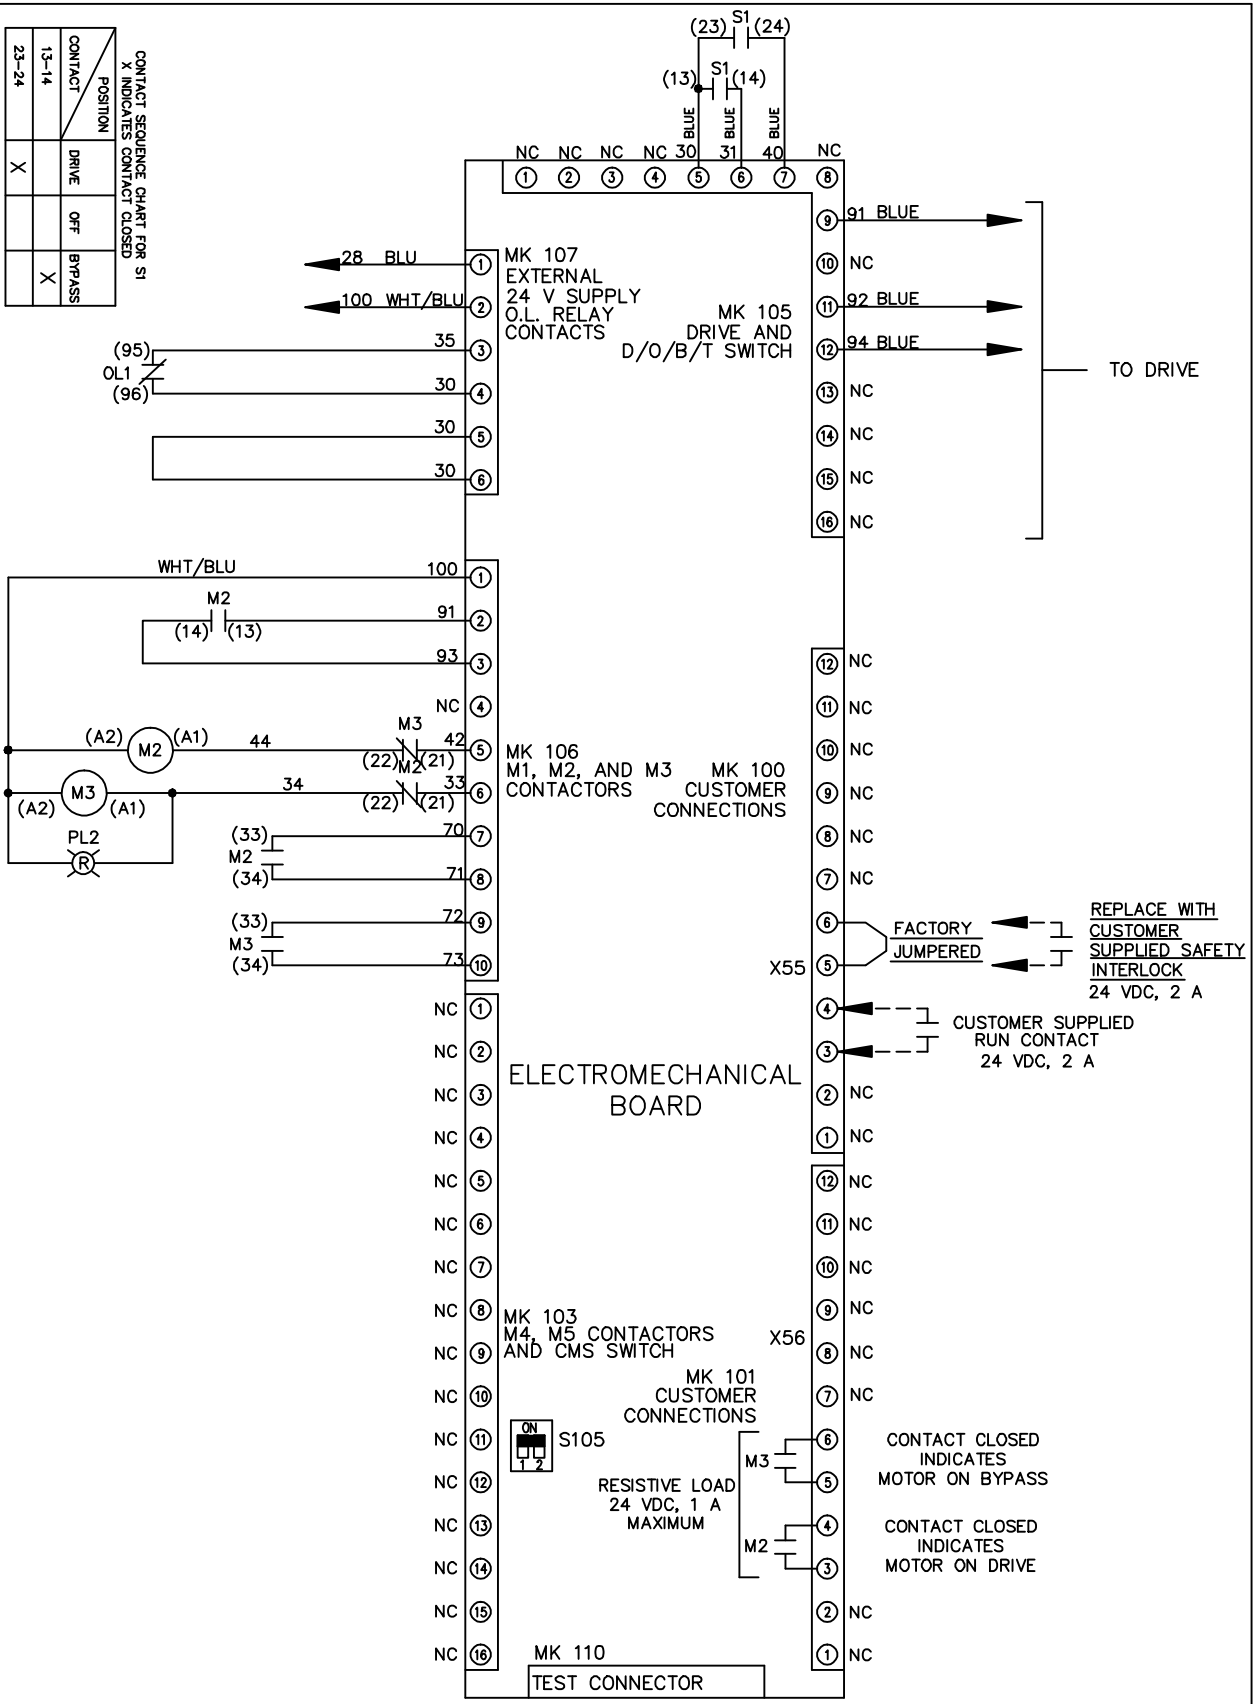 CONTACT SEQUENCE CHART FOR S1
X INDICATES CONTACT CLOSED
POSITION
CONTACT
DRIVE
OFF
BYPASS
13-14
X
23-24
X
S1
(23) (24)
S1
(13) (14)
BLUE
BLUE
BLUE
NC NC NC NC 30 31 40 NC
1 2 3 4 5 6 7 8
9 91 BLUE
10 NC
11 92 BLUE
12 94 BLUE
13 NC
14 NC
15 NC
16 NC
TO DRIVE
MK 105
DRIVE AND
D/O/B/T SWITCH
MK 107
EXTERNAL
24 V SUPPLY
O.L. RELAY
CONTACTS
28 BLU 1
100 WHT/BLU 2
35 3
30 4
30 5
30 6
(95)
OL1
(96)
WHT/BLU 100 1
M2
91 2
(14) (13)
93 3
NC 4
M3
(A2) M2 (A1) 44 42 5
(22) (21)
M2
M3 34 33 6
(A2) (A1) (22) (21)
PL2
R
(33) 70 7
M2
(34) 71 8
(33) 72 9
M3
(34) 73 10
MK 106
M1, M2, AND M3
CONTACTORS
MK 100
CUSTOMER
CONNECTIONS
12 NC
11 NC
10 NC
9 NC
8 NC
7 NC
6
X55 5
4
3
2 NC
1 NC
FACTORY
JUMPERED
REPLACE WITH
CUSTOMER
SUPPLIED SAFETY
INTERLOCK
24 VDC, 2 A
CUSTOMER SUPPLIED
RUN CONTACT
24 VDC, 2 A
ELECTROMECHANICAL
BOARD
NC 1
NC 2
NC 3
NC 4
NC 5
NC 6
NC 7
NC 8
NC 9
NC 10
NC 11
NC 12
NC 13
NC 14
NC 15
NC 16
MK 103
M4, M5 CONTACTORS
AND CMS SWITCH
ON
1 2
S105
X56
MK 101
CUSTOMER
CONNECTIONS
12 NC
11 NC
10 NC
9 NC
8 NC
7 NC
6
5
4
3
2 NC
1 NC
M3
M2
RESISTIVE LOAD
24 VDC, 1 A
MAXIMUM
CONTACT CLOSED
INDICATES
MOTOR ON BYPASS
CONTACT CLOSED
INDICATES
MOTOR ON DRIVE
MK 110
TEST CONNECTOR